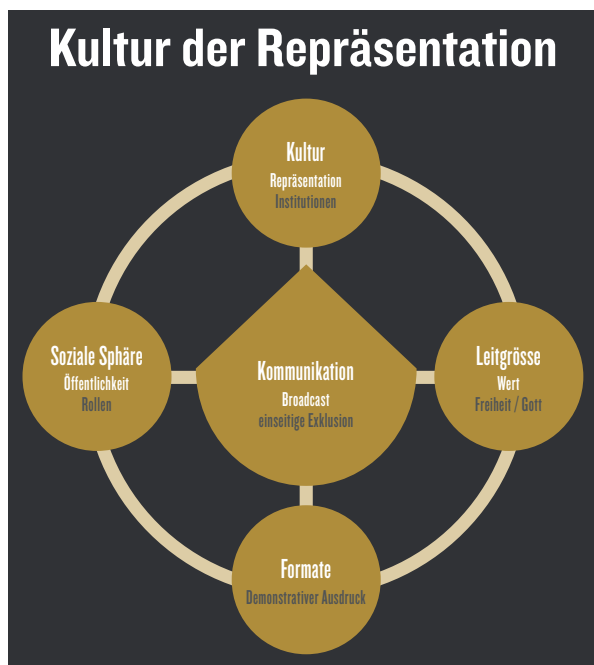 Kultur der Repräsentation
Kultur
Repräsentation
Institutionen
Soziale Sphäre
Öffentlichkeit
Rollen
Kommunikation
Broadcast
einseitige Exklusion
Leitgrösse
Wert
Freiheit / Gott
Formate
Demonstrativer Ausdruck